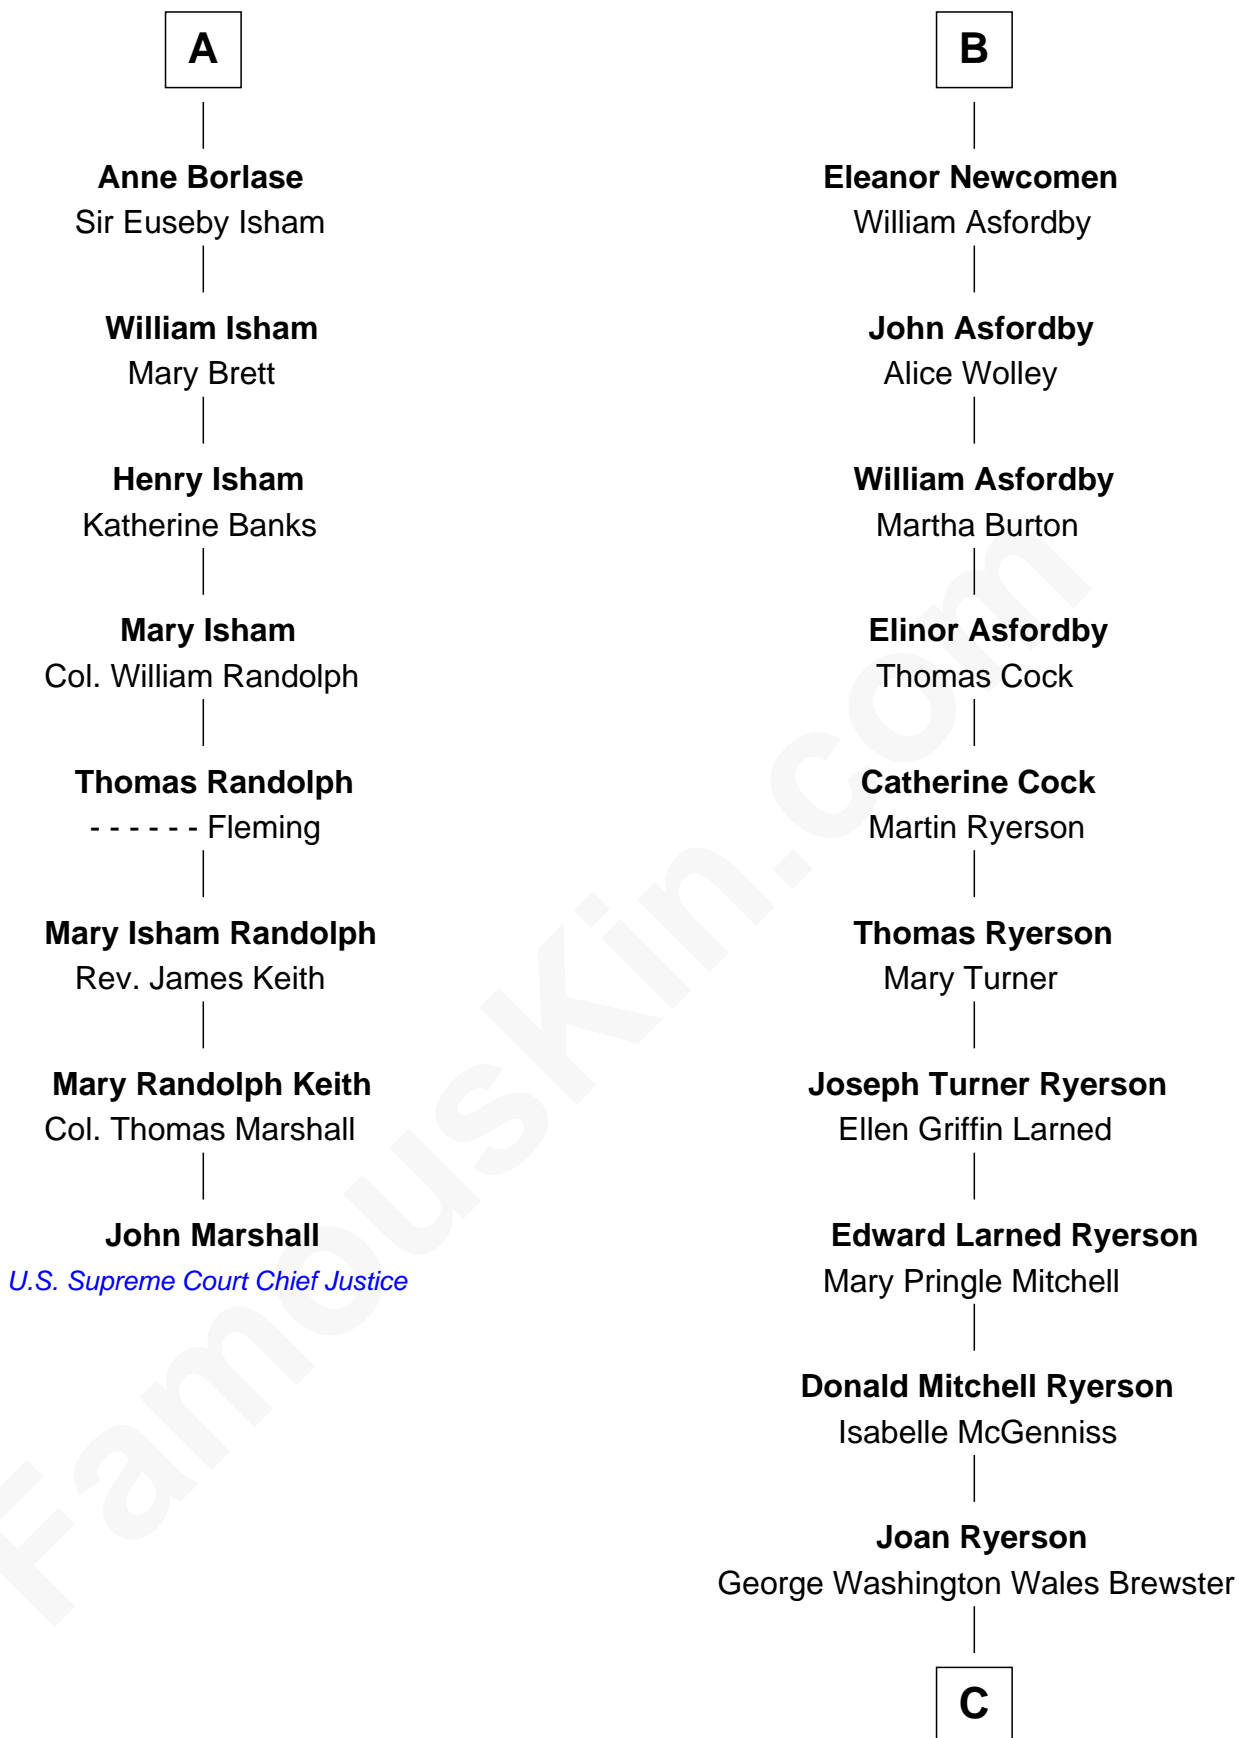 A
Anne Borlase
Sir Euseby Isham
William Isham
Mary Brett
Henry Isham
Katherine Banks
Mary Isham
Col. William Randolph
Thomas Randolph
- - - - - - Fleming
Mary Isham Randolph
Rev. James Keith
Mary Randolph Keith
Col. Thomas Marshall
John Marshall
U.S. Supreme Court Chief Justice
B
Eleanor Newcomen
William Asfordby
John Asfordby
Alice Wolley
William Asfordby
Martha Burton
Elinor Asfordby
Thomas Cock
Catherine Cock
Martin Ryerson
Thomas Ryerson
Mary Turner
Joseph Turner Ryerson
Ellen Griffin Larned
Edward Larned Ryerson
Mary Pringle Mitchell
Donald Mitchell Ryerson
Isabelle McGenniss
Joan Ryerson
George Washington Wales Brewster
C
FamousKin.com